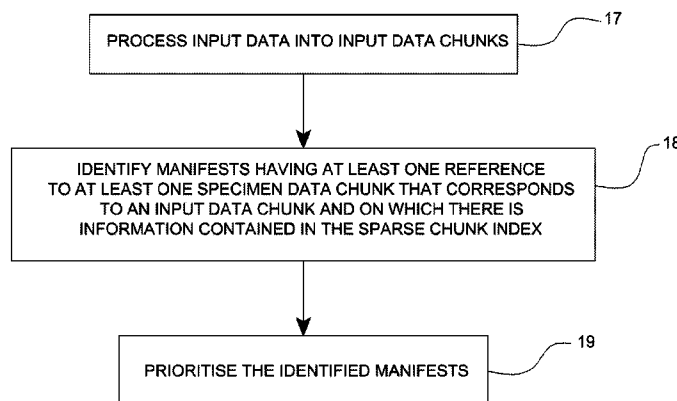 PROCESS INPUT DATA INTO INPUT DATA CHUNKS
17
IDENTIFY MANIFESTS HAVING AT LEAST ONE REFERENCE
TO AT LEAST ONE SPECIMEN DATA CHUNK THAT CORRESPONDS
TO AN INPUT DATA CHUNK AND ON WHICH THERE IS
INFORMATION CONTAINED IN THE SPARSE CHUNK INDEX
18
PRIORITISE THE IDENTIFIED MANIFESTS
19